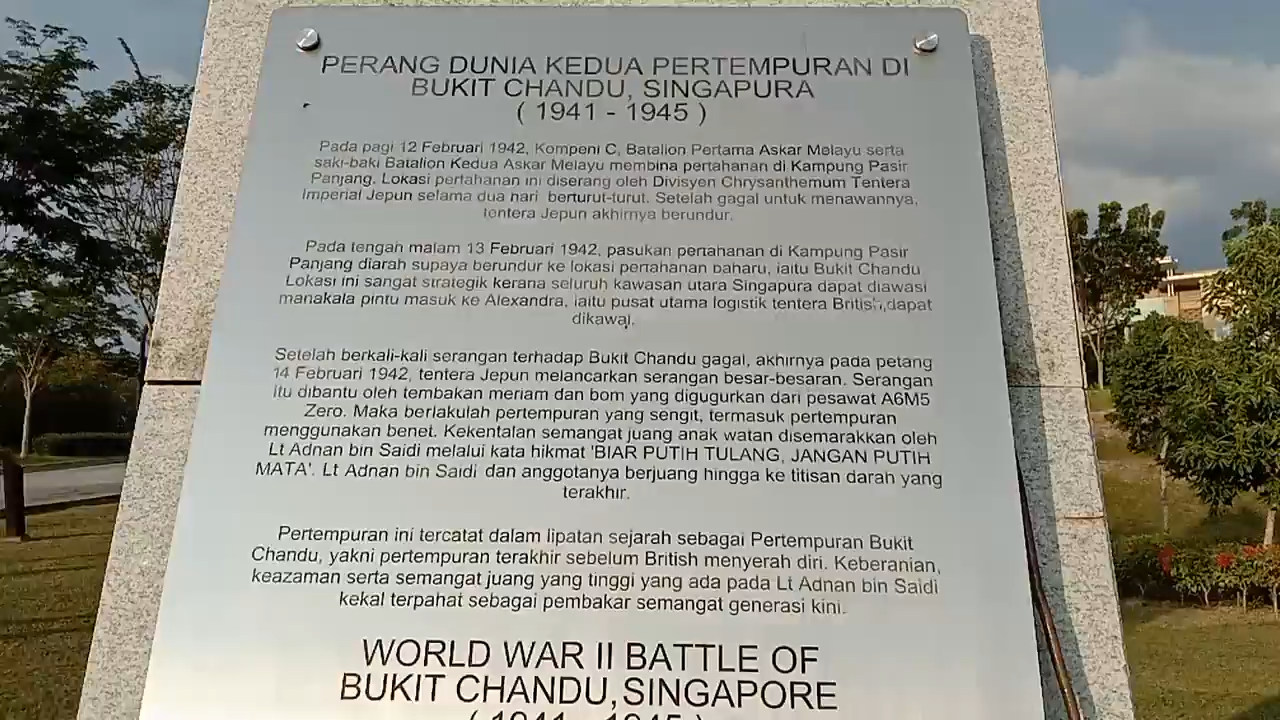 PERANG DUNIA KEDUA PERTEMPURAN DI
BUKIT CHANDU, SINGAPURA
( 1941 - 1945 )
Pada pagi 12 Februari 1942, Kompeni C, Batalion Pertama Askar Melayu serta
saki-baki Batalion Kedua Askar Melayu membina pertahanan di Kampung Pasir
Panjang. Lokasi pertahanan ini diserang oleh Divisyen Chrysanthemum Tentera
Imperial Jepun selama dua hari berturut-turut. Setelah gagal untuk menawannya,
tentera Jepun akhirnya berundur.
Pada tengah malam 13 Februari 1942, pasukan pertahanan di Kampung Pasir
Panjang diarah supaya berundur ke lokasi pertahanan baharu, iaitu Bukit Chandu
Lokasi ini sangat strategik kerana seluruh kawasan utara Singapura dapat diawasi
manakala pintu masuk ke Alexandra, iaitu pusat utama logistik tentera British,dapat
dikawal.
Setelah berkali-kali serangan terhadap Bukit Chandu gagal, akhirnya pada petang
14 Februari 1942, tentera Jepun melancarkan serangan besar-besaran. Serangan
itu dibantu oleh tembakan meriam dan bom yang digugurkan dari pesawat A6M5
Zero. Maka berlakulah pertempuran yang sengit, termasuk pertempuran
menggunakan benet. Kekentalan semangat juang anak watan disemarakkan oleh
Lt Adnan bin Saidi melalui kata hikmat 'BIAR PUTIH TULANG, JANGAN PUTIH
MATA'. Lt Adnan bin Saidi dan anggotanya berjuang hingga ke titisan darah yang
terakhir.
Pertempuran ini tercatat dalam lipatan sejarah sebagai Pertempuran Bukit
Chandu, yakni pertempuran terakhir sebelum British menyerah diri. Keberanian,
keazaman serta semangat juang yang tinggi yang ada pada Lt Adnan bin Saidi
kekal terpahat sebagai pembakar semangat generasi kini.
WORLD WAR II BATTLE OF
BUKIT CHANDU,SINGAPORE
( 1941 - 1945 )